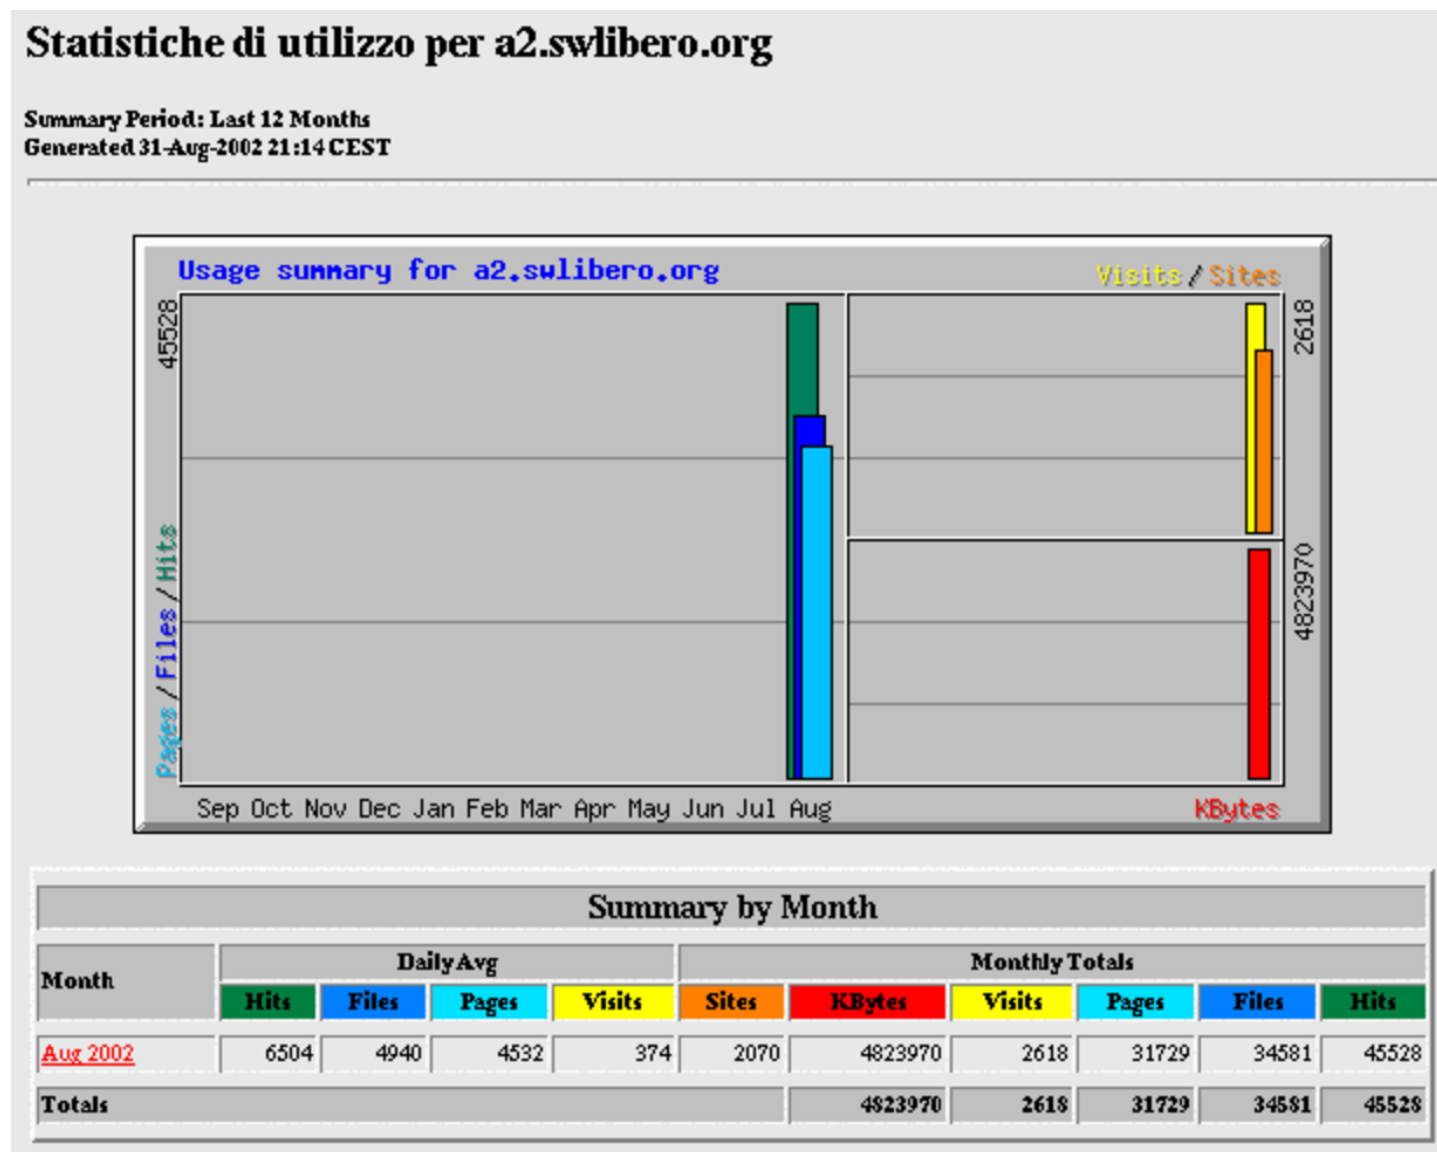 Statistiche di utilizzo per a2.swlibero.org
Summary Period: Last 12 Months
Generated 31-Aug-2002 21:14 CEST
Usage summary for a2.swlibero.org
Visits / Sites
45528
2618
Pages / Files / Hits
4823970
Sep Oct Nov Dec Jan Feb Mar Apr May Jun Jul Aug
KBytes
Summary by Month
Month
Daily Avg
Monthly Totals
Hits Files Pages Visits Sites KBytes Visits Pages Files Hits
Aug 2002 6504 4940 4532 374 2070 4823970 2618 31729 34581 45528
Totals 4823970 2618 31729 34581 45528